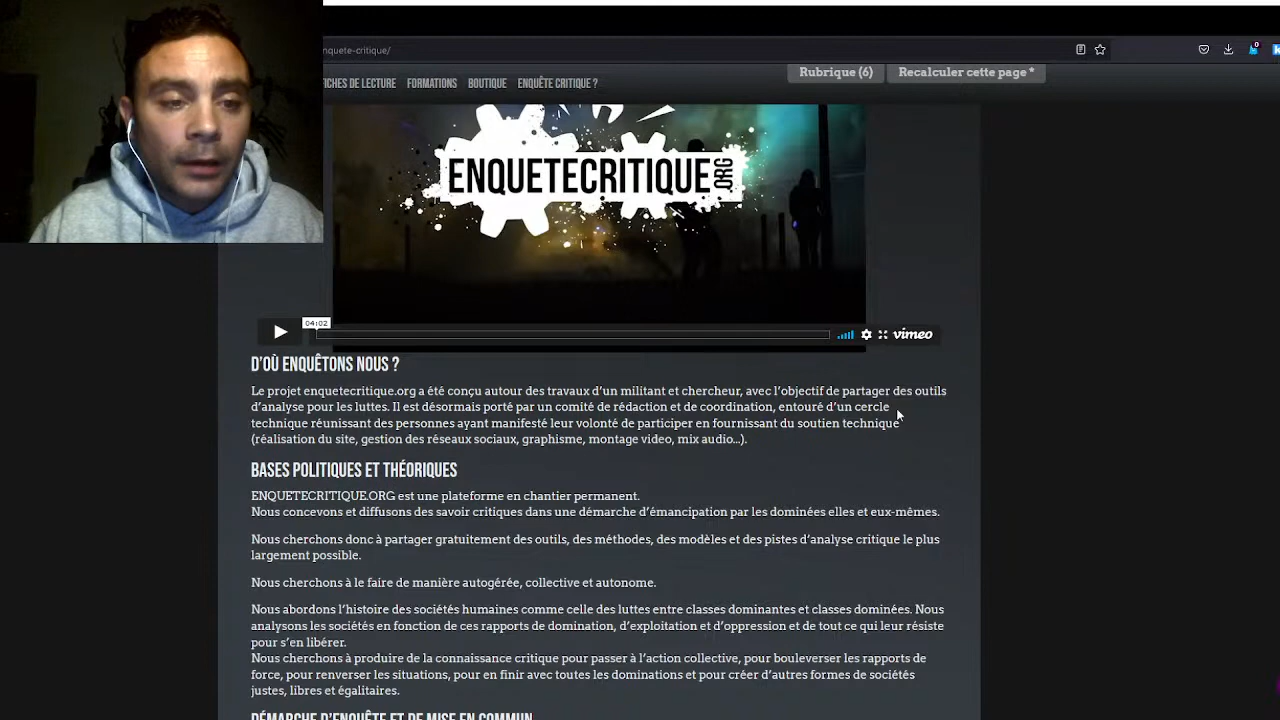 nquete-critique/
Rubrique (6)
Recalculer cette page *
ICHES DE LECTURE FORMATIONS BOUTIQUE ENQUÊTE CRITIQUE ?
ENQUETECRITIQUE.ORG
04:02
vimeo
D'OÙ ENQUÊTONS NOUS ?
Le projet enquetecritique.org a été conçu autour des travaux d'un militant et chercheur, avec l'objectif de partager des outils
d'analyse pour les luttes. Il est désormais porté par un comité de rédaction et de coordination, entouré d'un cercle
technique réunissant des personnes ayant manifesté leur volonté de participer en fournissant du soutien technique
(réalisation du site, gestion des réseaux sociaux, graphisme, montage video, mix audio...).
BASES POLITIQUES ET THÉORIQUES
ENQUETECRITIQUE.ORG est une plateforme en chantier permanent.
Nous concevons et diffusons des savoir critiques dans une démarche d'émancipation par les dominées elles et eux-mêmes.
Nous cherchons donc à partager gratuitement des outils, des méthodes, des modèles et des pistes d'analyse critique le plus
largement possible.
Nous cherchons à le faire de manière autogérée, collective et autonome.
Nous abordons l'histoire des sociétés humaines comme celle des luttes entre classes dominantes et classes dominées. Nous
analysons les sociétés en fonction de ces rapports de domination, d'exploitation et d'oppression et de tout ce qui leur résiste
pour s'en libérer.
Nous cherchons à produire de la connaissance critique pour passer à l'action collective, pour bouleverser les rapports de
force, pour renverser les situations, pour en finir avec toutes les dominations et pour créer d'autres formes de sociétés
justes, libres et égalitaires.
DÉMARCHE D'ENQUÊTE ET DE MISE EN COMMUN